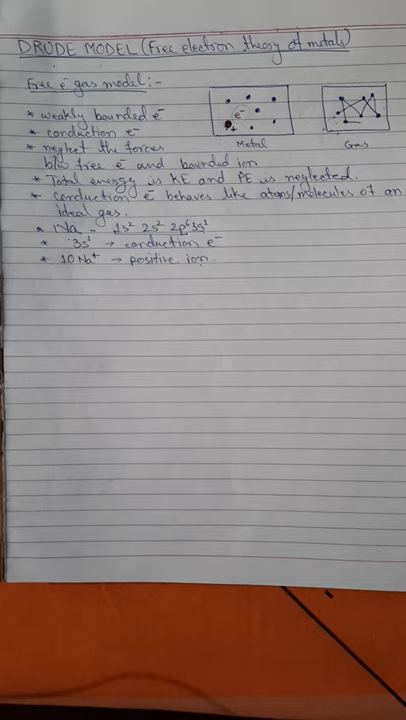 DRUDE MODEL (Free electron theory of metals)
Free e⁻ gas model:-
* weakly bounded e⁻
* conduction e⁻
* neglect the forces
b/w free e⁻ and bounded ion
e⁻
+
Metal
Gas
* Total energy is KE and PE is neglected.
* conduction e⁻ behaves like atoms/molecules of an
ideal gas.
* Na - 1s² 2s² 2p⁶ 3s¹
* 3s¹ → conduction e⁻
* 10 Na⁺ → positive ion.